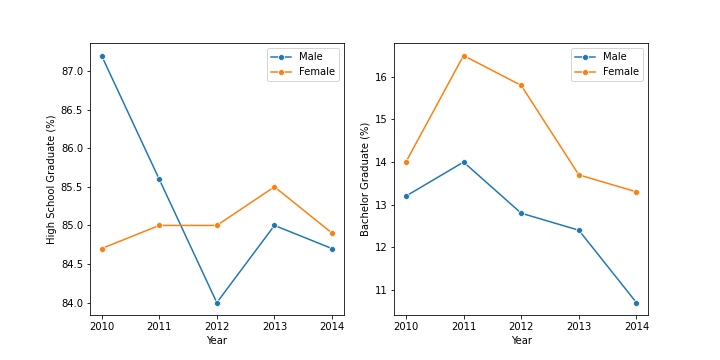 High School Graduate (%)
87.0
86.5
86.0
85.5
85.0
84.5
84.0
2010 2011 2012 2013 2014
Year
Male
Female
Bachelor Graduate (%)
16
15
14
13
12
11
2010 2011 2012 2013 2014
Year
Male
Female